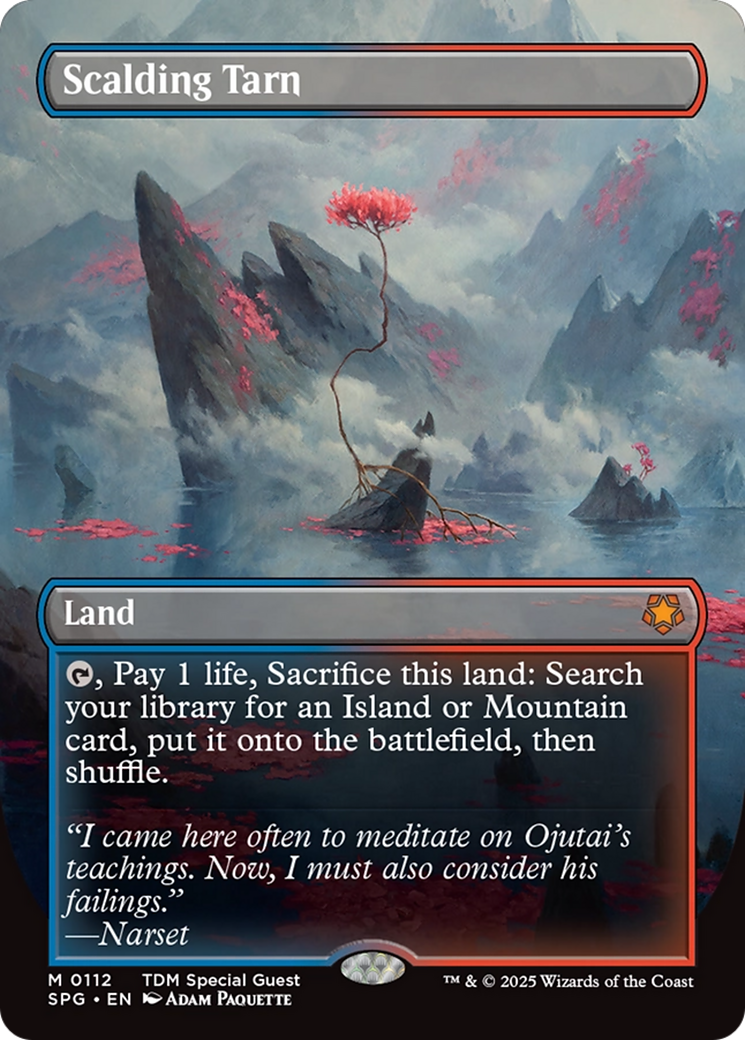 Scalding Tarn
Land
, Pay 1 life, Sacrifice this land: Search
your library for an Island or Mountain
card, put it onto the battlefield, then
shuffle.
“I came here often to meditate on Ojutai’s
teachings. Now, I must also consider his
failings.”
—Narset
M 0112 TDM Special Guest
SPG • EN Adam Paquette
™ & © 2025 Wizards of the Coast